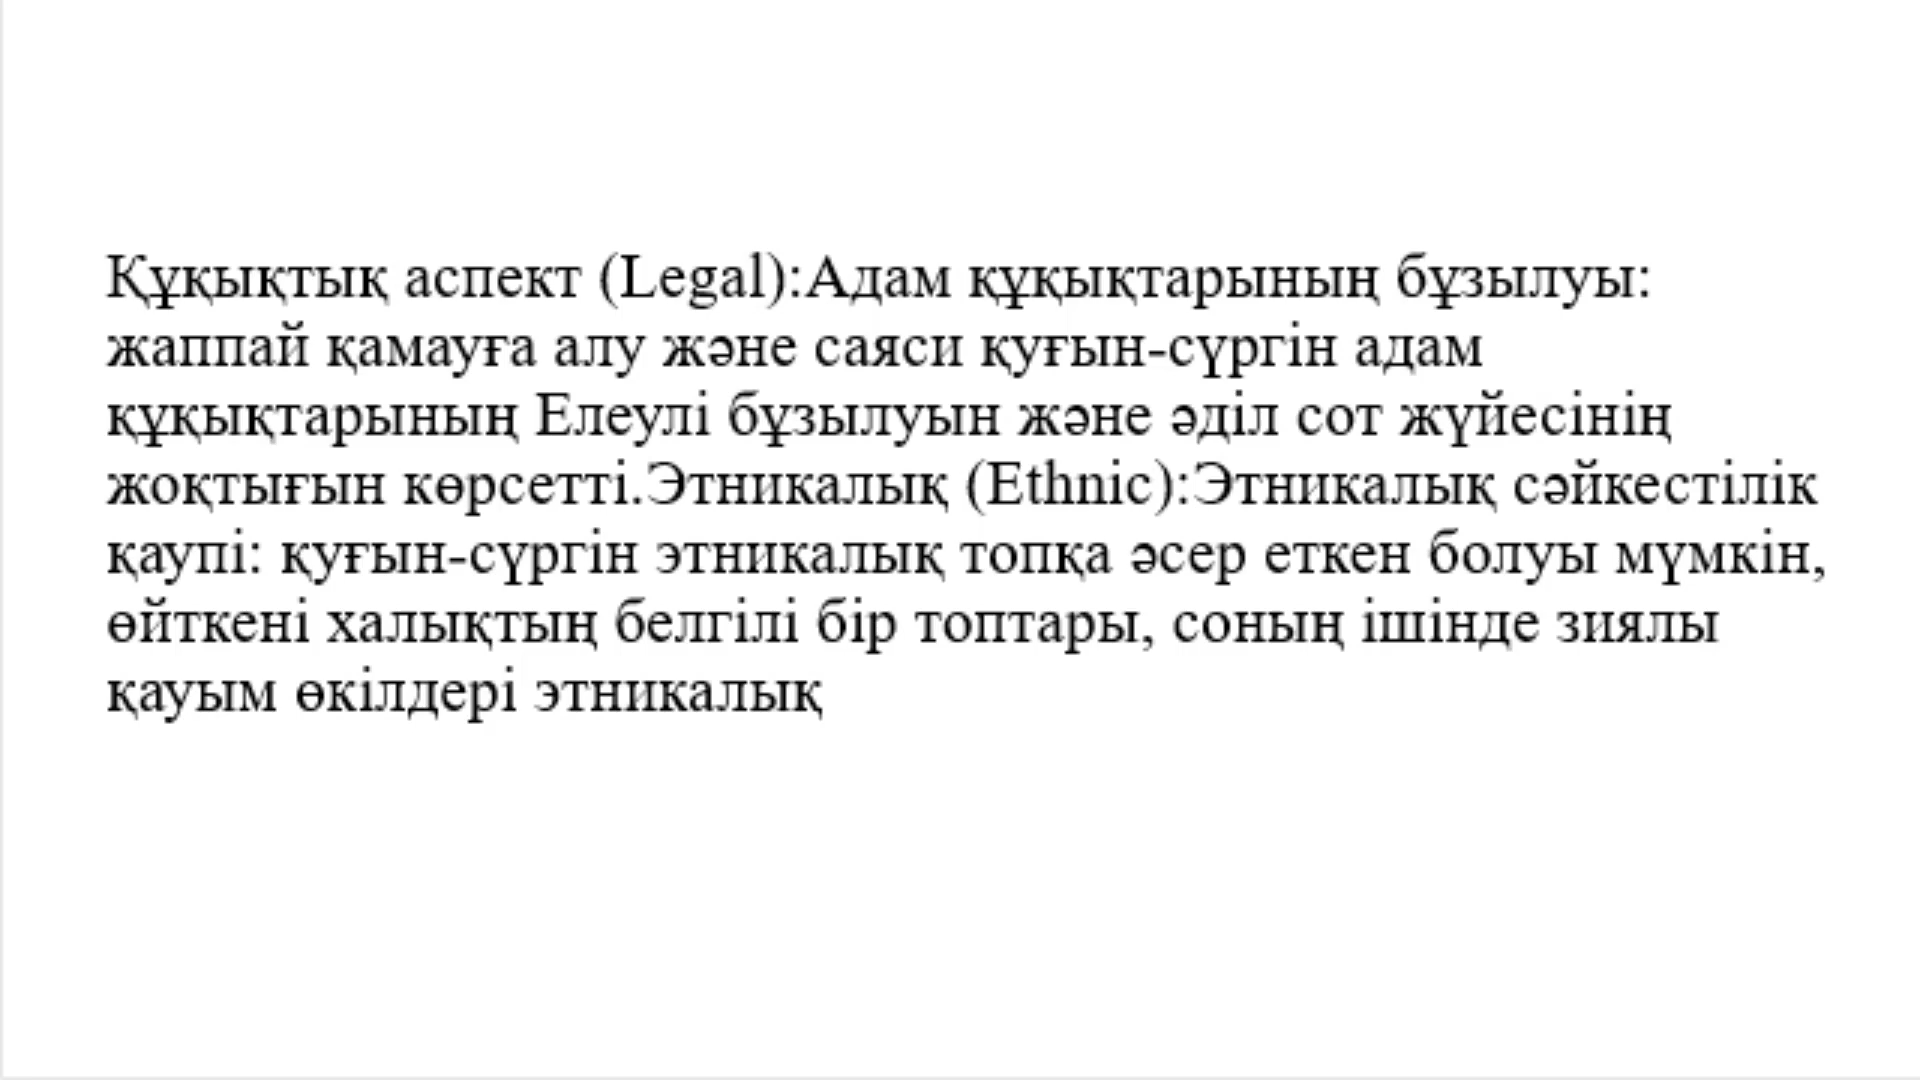 Құқықтық аспект (Legal):Адам құқықтарының бұзылуы:
жаппай қамауға алу және саяси қуғын-сүргін адам
құқықтарының Елеулі бұзылуын және әділ сот жүйесінің
жоқтығын көрсетті.Этникалық (Ethnic):Этникалық сәйкестілік
қаупі: қуғын-сүргін этникалық топқа әсер еткен болуы мүмкін,
өйткені халықтың белгілі бір топтары, соның ішінде зиялы
қауым өкілдері этникалық